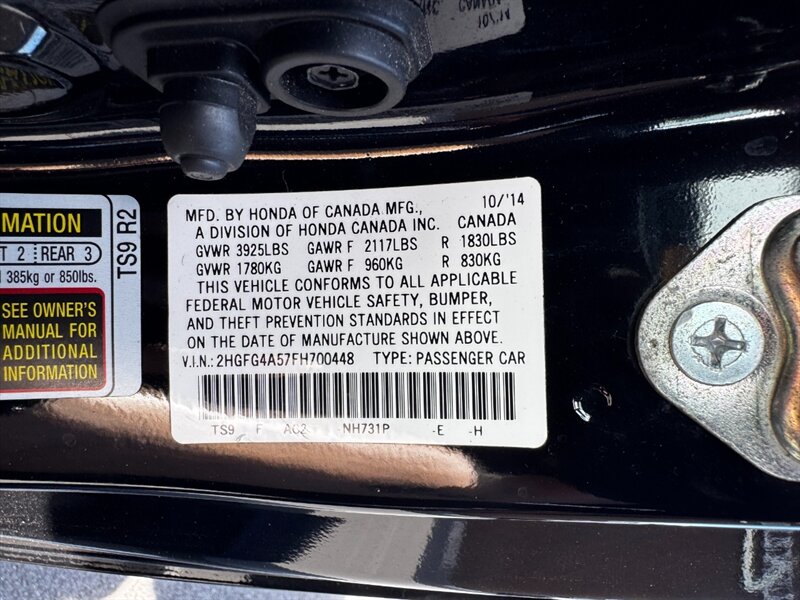 MATION
T 2 REAR 3
385kg or 850lbs.
SEE OWNER'S
MANUAL FOR
ADDITIONAL
INFORMATION
TS9 R2
10/'14
MFD. BY HONDA OF CANADA MFG.,
A DIVISION OF HONDA CANADA INC. CANADA
GVWR 3925LBS GAWR F 2117LBS R 1830LBS
GVWR 1780KG GAWR F 960KG R 830KG
THIS VEHICLE CONFORMS TO ALL APPLICABLE
FEDERAL MOTOR VEHICLE SAFETY, BUMPER,
AND THEFT PREVENTION STANDARDS IN EFFECT
ON THE DATE OF MANUFACTURE SHOWN ABOVE.
V.I.N.: 2HGFG4A57FH700448 TYPE: PASSENGER CAR
TS9 F AC2 -NH731P -E -H